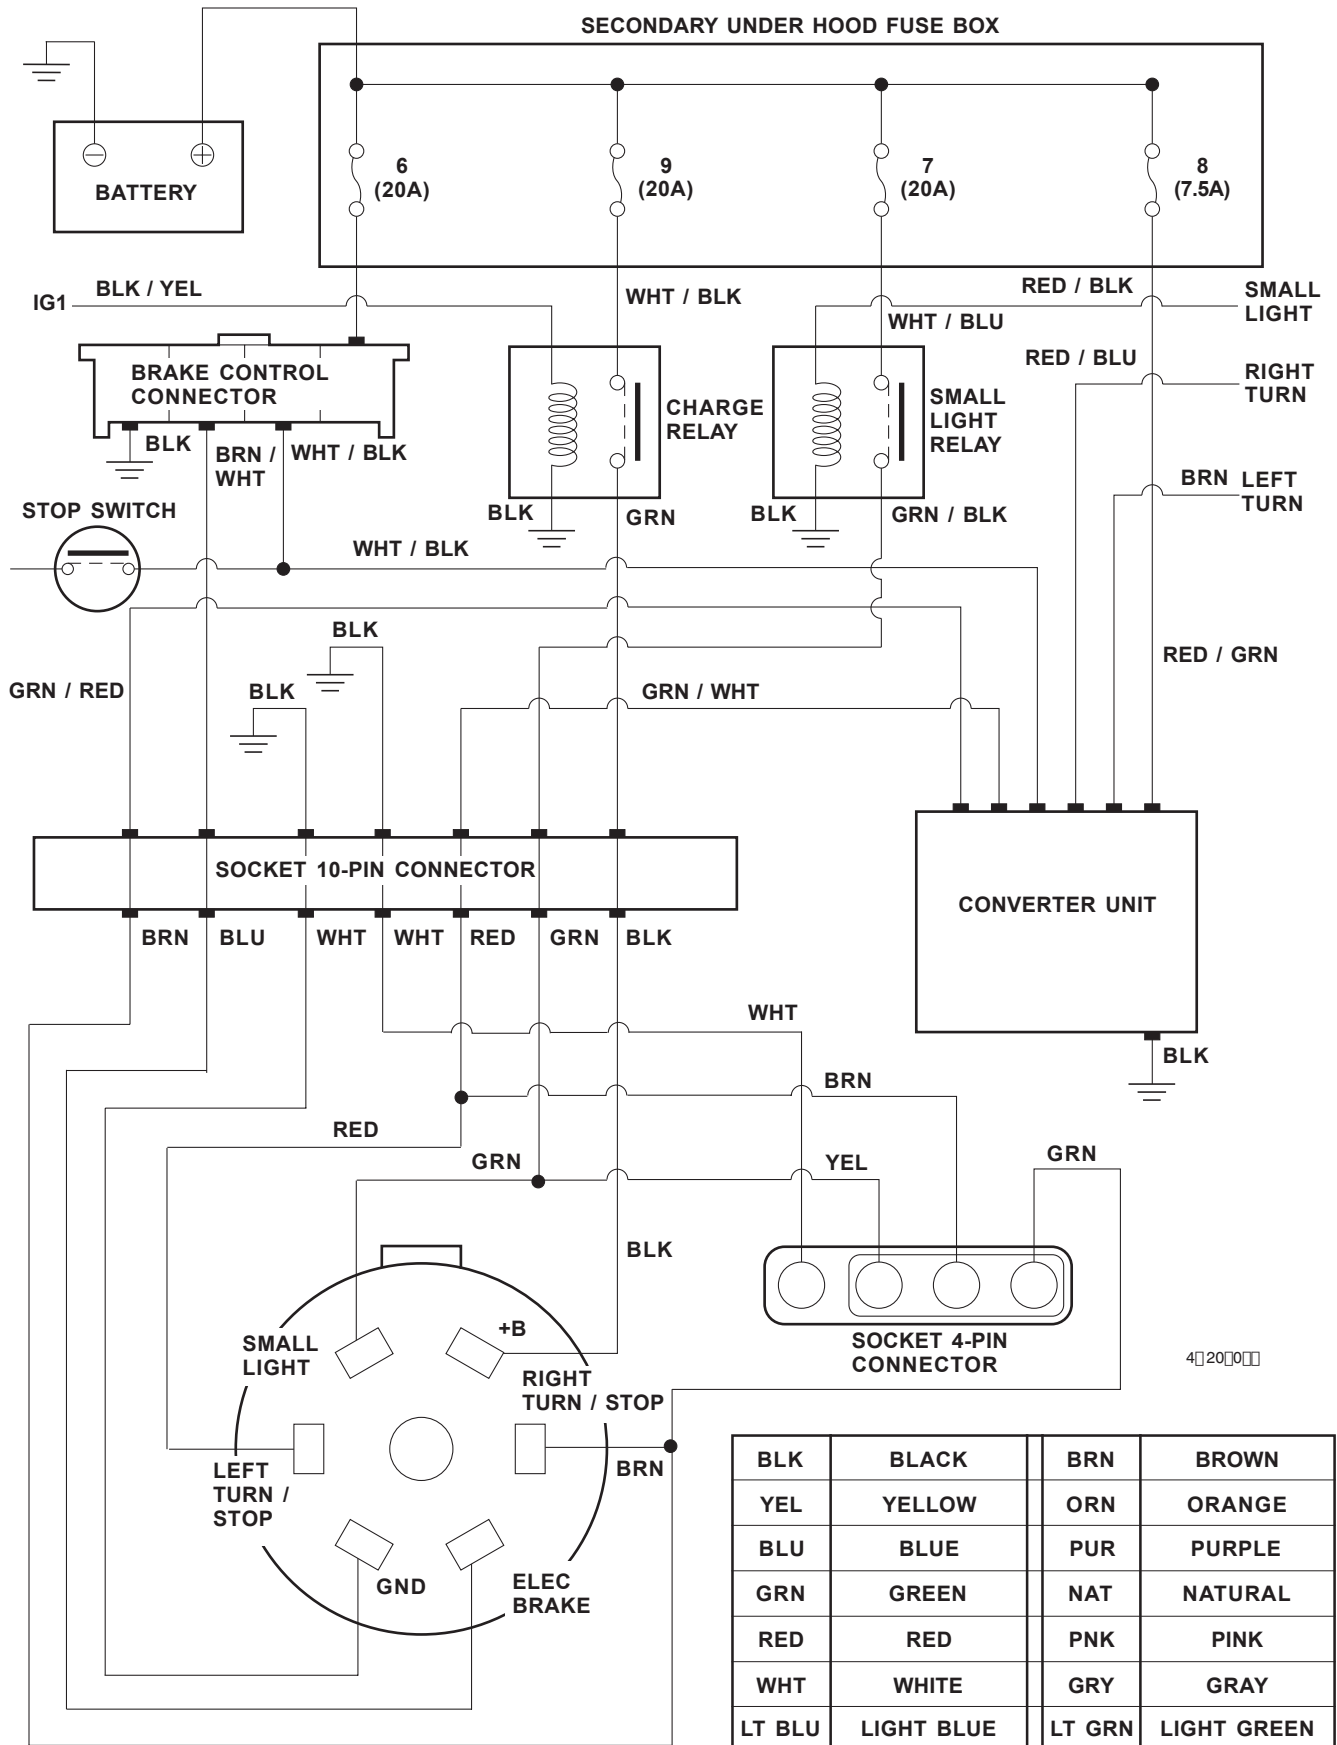 SECONDARY UNDER HOOD FUSE BOX
6
(20A)
9
(20A)
7
(20A)
8
(7.5A)
BATTERY
IG1
BLK / YEL
WHT / BLK
RED / BLK
SMALL
LIGHT
WHT / BLU
RED / BLU
RIGHT
TURN
BRAKE CONTROL
CONNECTOR
CHARGE
RELAY
SMALL
LIGHT
RELAY
BLK
BRN /
WHT
WHT / BLK
BRN
LEFT
TURN
STOP SWITCH
BLK
GRN
BLK
GRN / BLK
WHT / BLK
BLK
RED / GRN
GRN / RED
BLK
GRN / WHT
SOCKET 10-PIN CONNECTOR
CONVERTER UNIT
BRN
BLU
WHT
WHT
RED
GRN
BLK
WHT
BLK
BRN
RED
GRN
YEL
GRN
BLK
+B
SMALL
LIGHT
SOCKET 4-PIN
CONNECTOR
RIGHT
TURN / STOP
LEFT
TURN /
STOP
BRN
GND
ELEC
BRAKE
BLK BLACK BRN BROWN
YEL YELLOW ORN ORANGE
BLU BLUE PUR PURPLE
GRN GREEN NAT NATURAL
RED RED PNK PINK
WHT WHITE GRY GRAY
LT BLU LIGHT BLUE LT GRN LIGHT GREEN